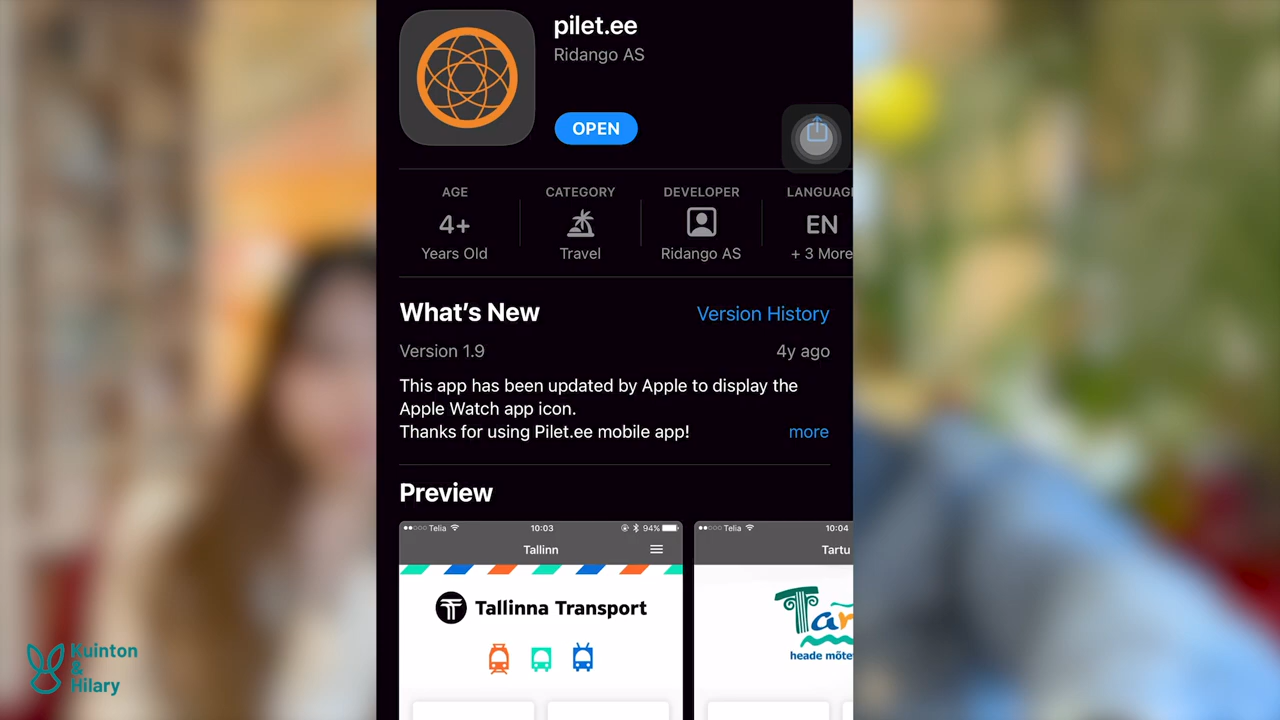 pilet.ee
Ridango AS
OPEN
AGE
4+
Years Old
CATEGORY
Travel
DEVELOPER
Ridango AS
LANGUAG
EN
+ 3 More
What's New
Version History
Version 1.9
4y ago
This app has been updated by Apple to display the
Apple Watch app icon.
Thanks for using Pilet.ee mobile app!
more
Preview
Telia
10:03
94%
Tallinn
Tallinna Transport
Telia
10:04
Tartu
Tar
heade mõte
Kuinton
&
Hilary